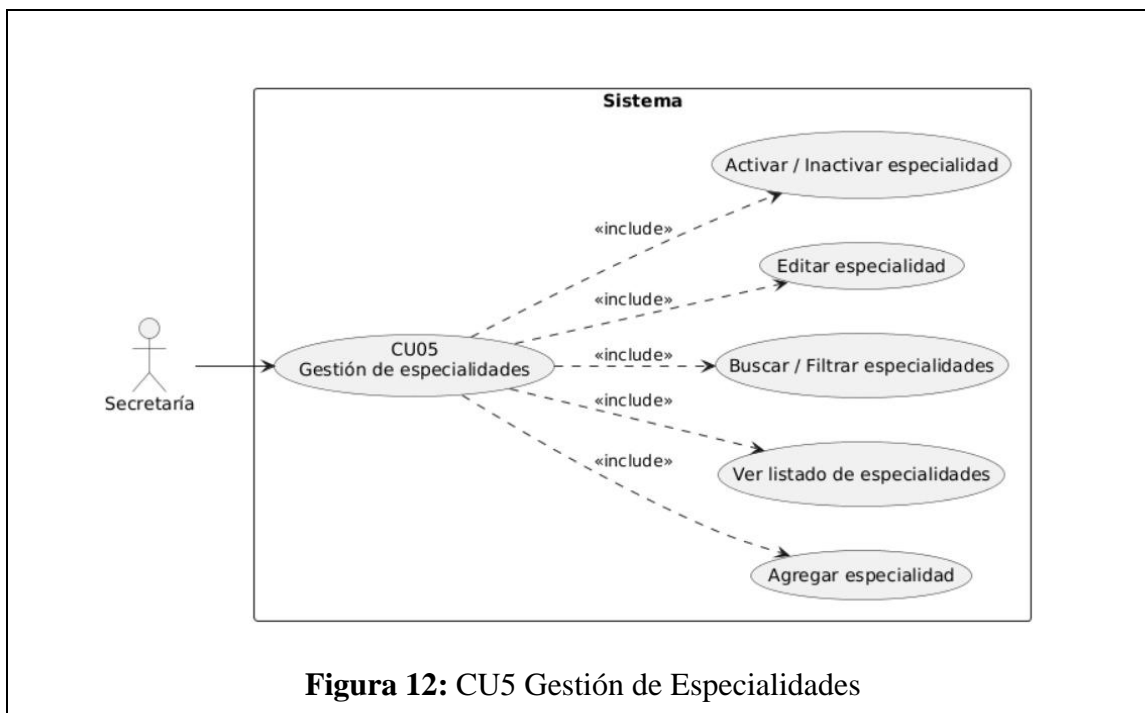 Sistema
Activar / Inactivar especialidad
«include»
Editar especialidad
«include»
CU05
Gestión de especialidades
«include»
Buscar / Filtrar especialidades
Secretaría
«include»
Ver listado de especialidades
«include»
Agregar especialidad
Figura 12: CU5 Gestión de Especialidades